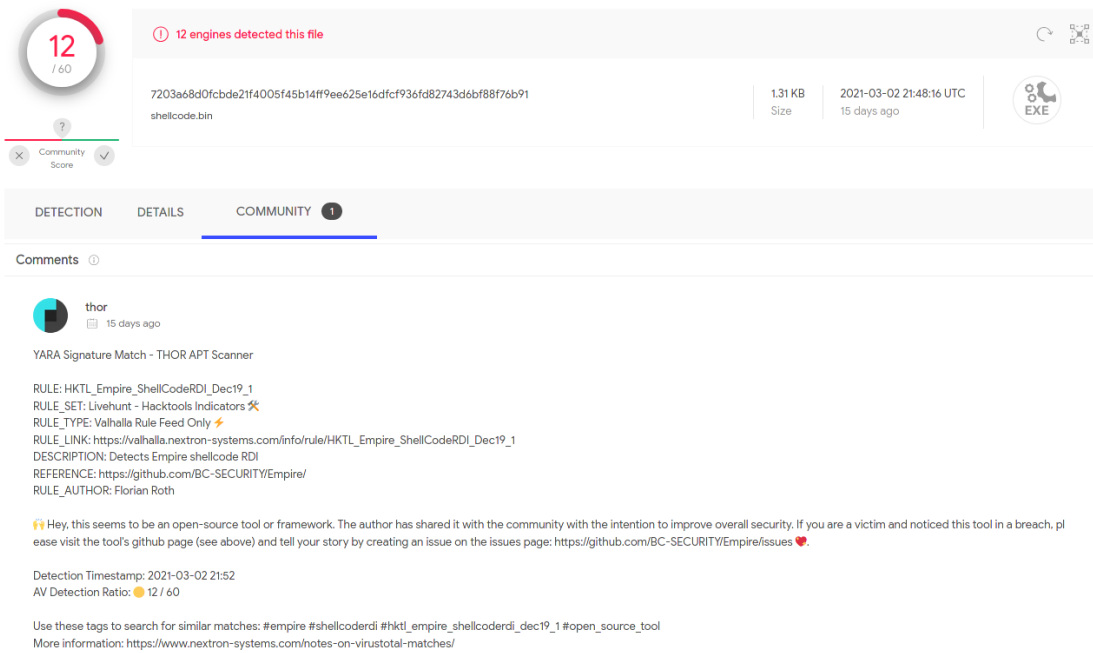 12
/ 60
12 engines detected this file
7203a68d0fcbde21f4005f45b14ff9ee625e16dfcf936fd82743d6bf88f76b91
shellcode.bin
1.31 KB
Size
2021-03-02 21:48:16 UTC
15 days ago
EXE
?
Community
Score
DETECTION
DETAILS
COMMUNITY 1
Comments
thor
15 days ago
YARA Signature Match - THOR APT Scanner
RULE: HKTL_Empire_ShellCodeRDI_Dec19_1
RULE_SET: Livehunt - Hacktools Indicators 🛠️
RULE_TYPE: Valhalla Rule Feed Only ⚡
RULE_LINK: https://valhalla.nextron-systems.com/info/rule/HKTL_Empire_ShellCodeRDI_Dec19_1
DESCRIPTION: Detects Empire shellcode RDI
REFERENCE: https://github.com/BC-SECURITY/Empire/
RULE_AUTHOR: Florian Roth
🙌 Hey, this seems to be an open-source tool or framework. The author has shared it with the community with the intention to improve overall security. If you are a victim and noticed this tool in a breach, pl
ease visit the tool's github page (see above) and tell your story by creating an issue on the issues page: https://github.com/BC-SECURITY/Empire/issues 💖.
Detection Timestamp: 2021-03-02 21:52
AV Detection Ratio: 🟡 12 / 60
Use these tags to search for similar matches: #empire #shellcoderdi #hktl_empire_shellcoderdi_dec19_1 #open_source_tool
More information: https://www.nextron-systems.com/notes-on-virustotal-matches/